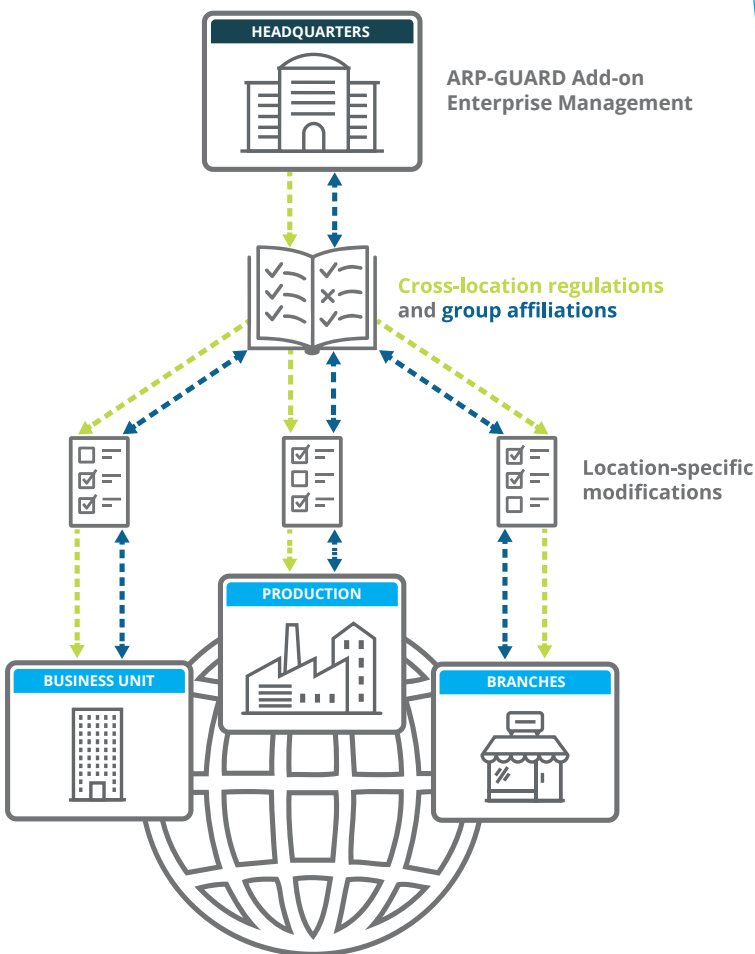 HEADQUARTERS
ARP-GUARD Add-on
Enterprise Management
Cross-location regulations
and group affiliations
Location-specific
modifications
PRODUCTION
BUSINESS UNIT
BRANCHES